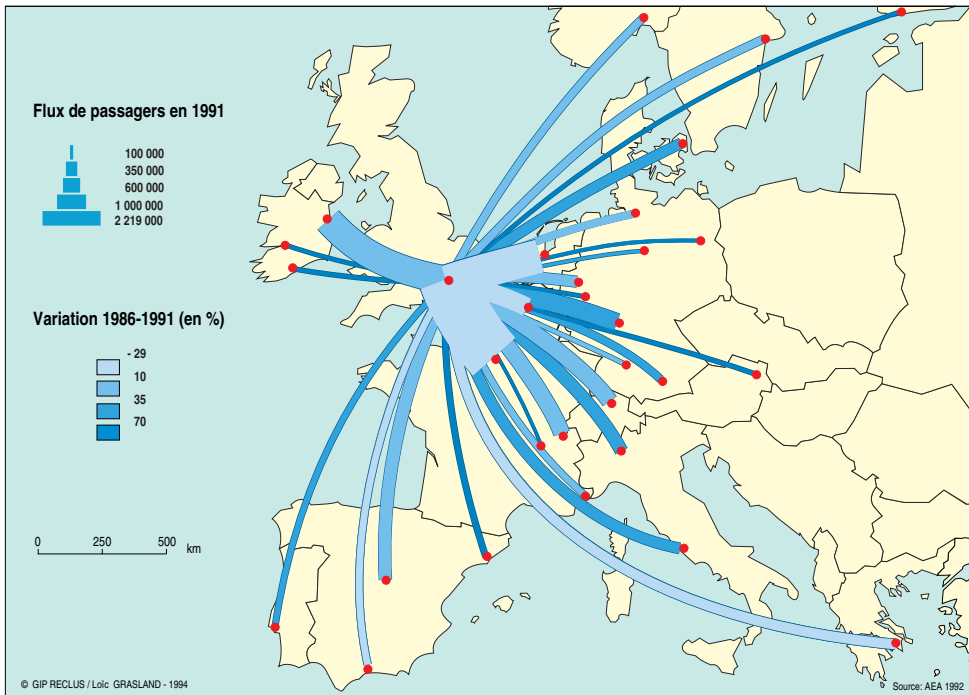 Flux de passagers en 1991
100 000
350 000
600 000
1 000 000
2 219 000
Variation 1986-1991 (en %)
- 29
10
35
70
0 250 500 km
© GIP RECLUS / Loïc GRASLAND - 1994
Source: AEA 1992